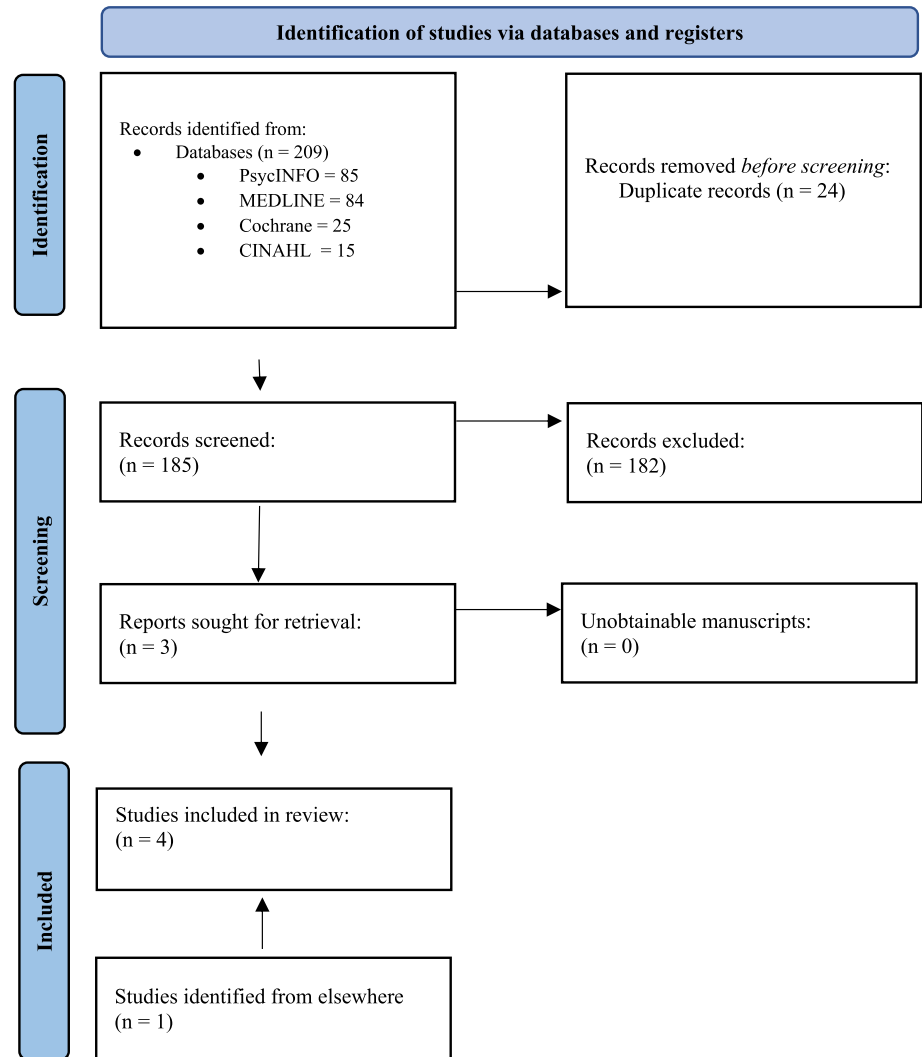 Identification of studies via databases and registers
Identification
Records identified from:
• Databases (n = 209)
• PsycINFO = 85
• MEDLINE = 84
• Cochrane = 25
• CINAHL = 15
Records removed before screening:
Duplicate records (n = 24)
Screening
Records screened:
(n = 185)
Records excluded:
(n = 182)
Reports sought for retrieval:
(n = 3)
Unobtainable manuscripts:
(n = 0)
Included
Studies included in review:
(n = 4)
Studies identified from elsewhere
(n = 1)